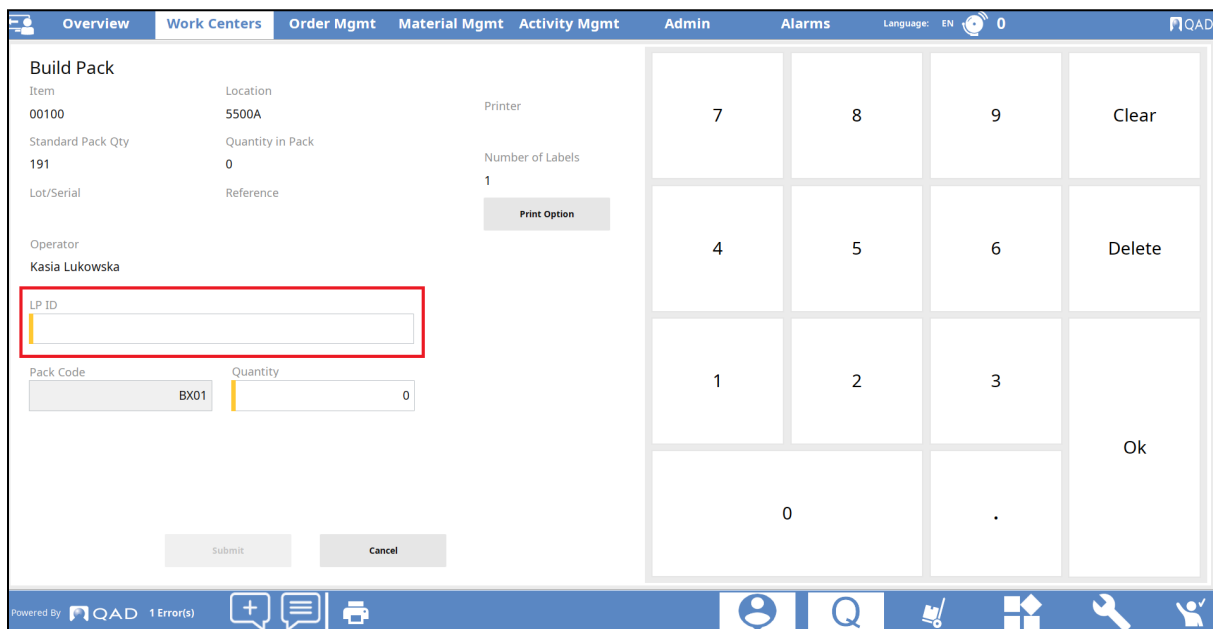 Overview Work Centers Order Mgmt Material Mgmt Activity Mgmt Admin Alarms Language: EN 0 QAD
Build Pack
Item Location
00100 5500A
Printer
Standard Pack Qty Quantity in Pack
191 0
Number of Labels
1
Lot/Serial Reference
Print Option
Operator
Kasia Lukowska
LP ID
Pack Code Quantity
BX01 0
Submit Cancel
7 8 9 Clear
4 5 6 Delete
1 2 3
Ok
0 .
Powered By QAD 1 Error(s)
Q